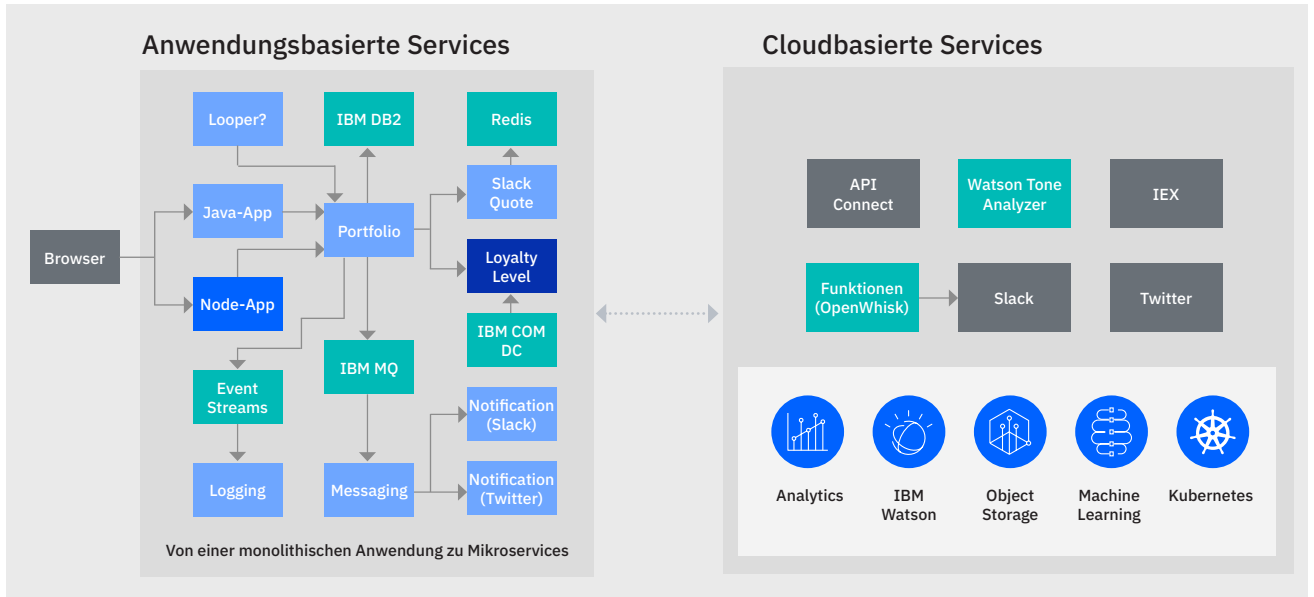 Anwendungsbasierte Services
Cloudbasierte Services
Looper?
IBM DB2
Redis
Java-App
Portfolio
Slack
Quote
Browser
Node-App
Loyalty
Level
IBM COM
DC
Event
Streams
IBM MQ
Notification
(Slack)
Logging
Messaging
Notification
(Twitter)
Von einer monolithischen Anwendung zu Mikroservices
API
Connect
Watson Tone
Analyzer
IEX
Funktionen
(OpenWhisk)
Slack
Twitter
Analytics
IBM
Watson
Object
Storage
Machine
Learning
Kubernetes